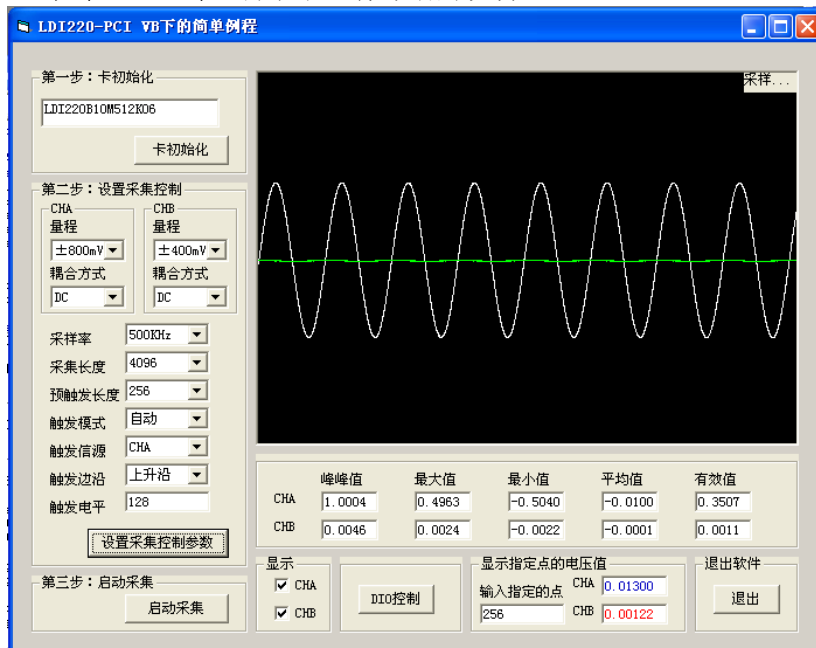 LDI220-PCI VB下的简单例程
第一步：卡初始化
LDI220B10M512K06
卡初始化
第二步：设置采集控制
CHA CHB
量程 量程
±800mV ±400mV
耦合方式 耦合方式
DC DC
采样率 500KHz
采集长度 4096
预触发长度 256
触发模式 自动
触发信源 CHA
触发边沿 上升沿
触发电平 128
设置采集控制参数
第三步：启动采集
启动采集
采样...
峰峰值 最大值 最小值 平均值 有效值
CHA 1.0004 0.4963 -0.5040 -0.0100 0.3507
CHB 0.0046 0.0024 -0.0022 -0.0001 0.0011
显示
CHA
CHB
DIO控制
显示指定点的电压值
输入指定的点 CHA 0.01300
256 CHB 0.00122
退出软件
退出